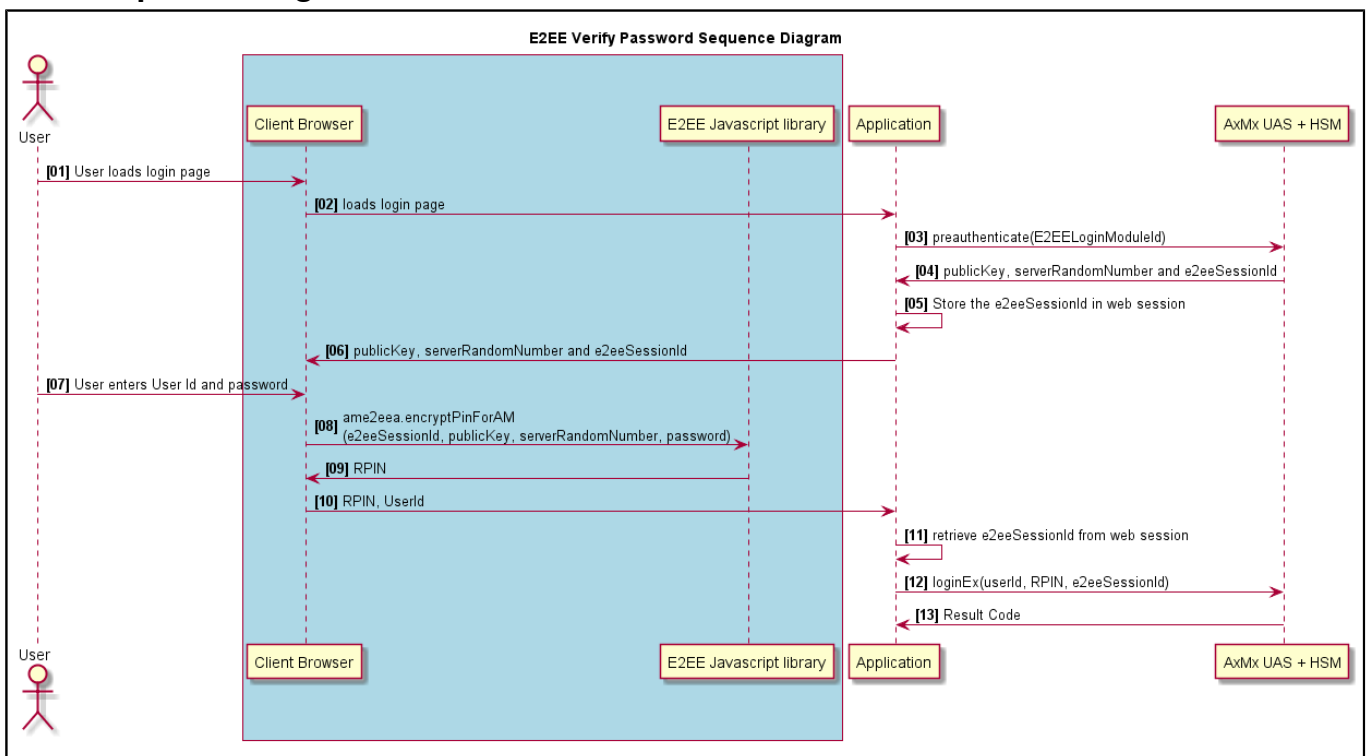 E2EE Verify Password Sequence Diagram
User
Client Browser
E2EE Javascript library
Application
AxMx UAS + HSM
[01] User loads login page
[02] loads login page
[03] preauthenticate(E2EELoginModuleId)
[04] publicKey, serverRandomNumber and e2eeSessionId
[05] Store the e2eeSessionId in web session
[06] publicKey, serverRandomNumber and e2eeSessionId
[07] User enters User Id and password
[08] ame2eea.encryptPinForAM
(e2eeSessionId, publicKey, serverRandomNumber, password)
[09] RPIN
[10] RPIN, UserId
[11] retrieve e2eeSessionId from web session
[12] loginEx(userId, RPIN, e2eeSessionId)
[13] Result Code
User
Client Browser
E2EE Javascript library
Application
AxMx UAS + HSM